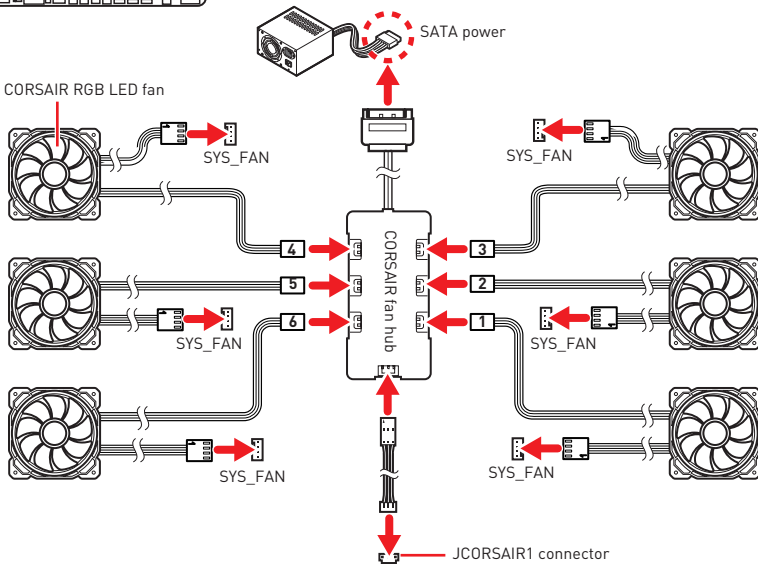 SATA power
CORSAIR RGB LED fan
SYS_FAN
SYS_FAN
4
3
CORSAIR fan hub
5
2
6
1
SYS_FAN
SYS_FAN
SYS_FAN
SYS_FAN
JCORSAIR1 connector